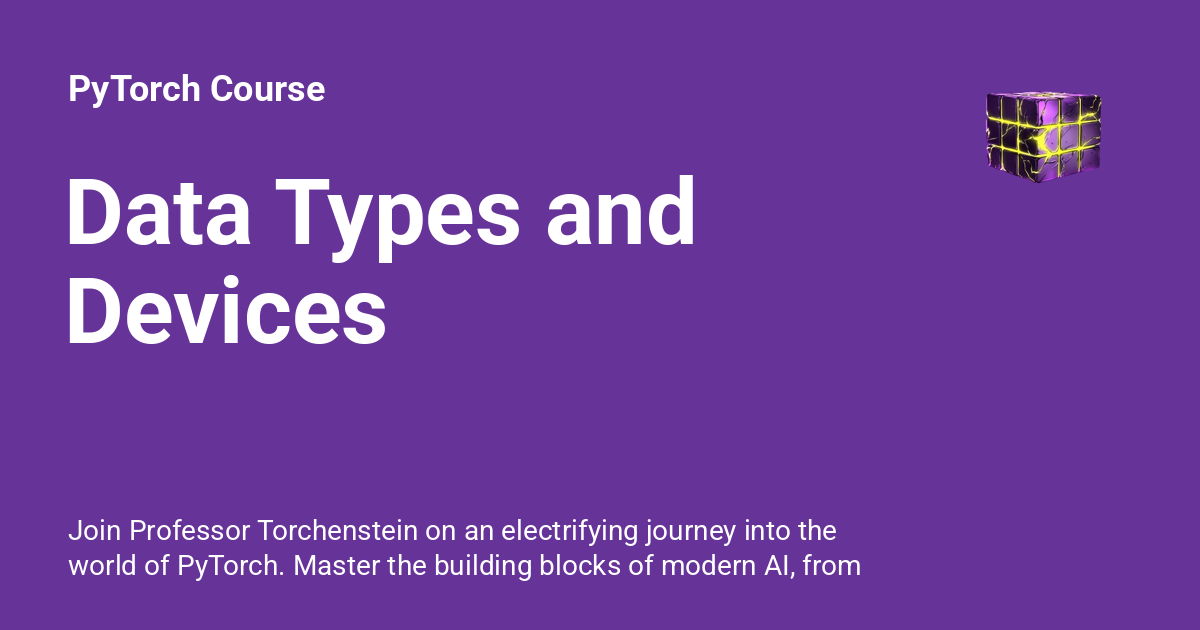 PyTorch Course
Data Types and
Devices
Join Professor Torchenstein on an electrifying journey into the
world of PyTorch. Master the building blocks of modern AI, from